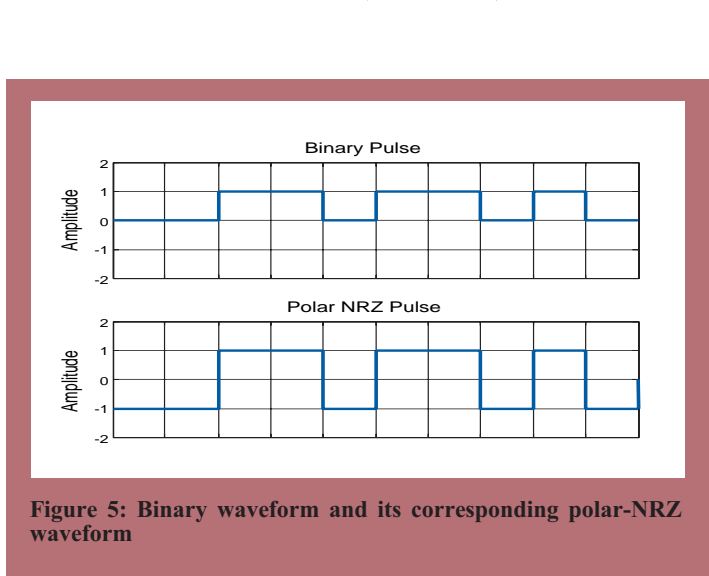 Binary Pulse
2
1
0
-1
-2
Amplitude
Polar NRZ Pulse
2
1
0
-1
-2
Amplitude
Figure 5: Binary waveform and its corresponding polar-NRZ
waveform